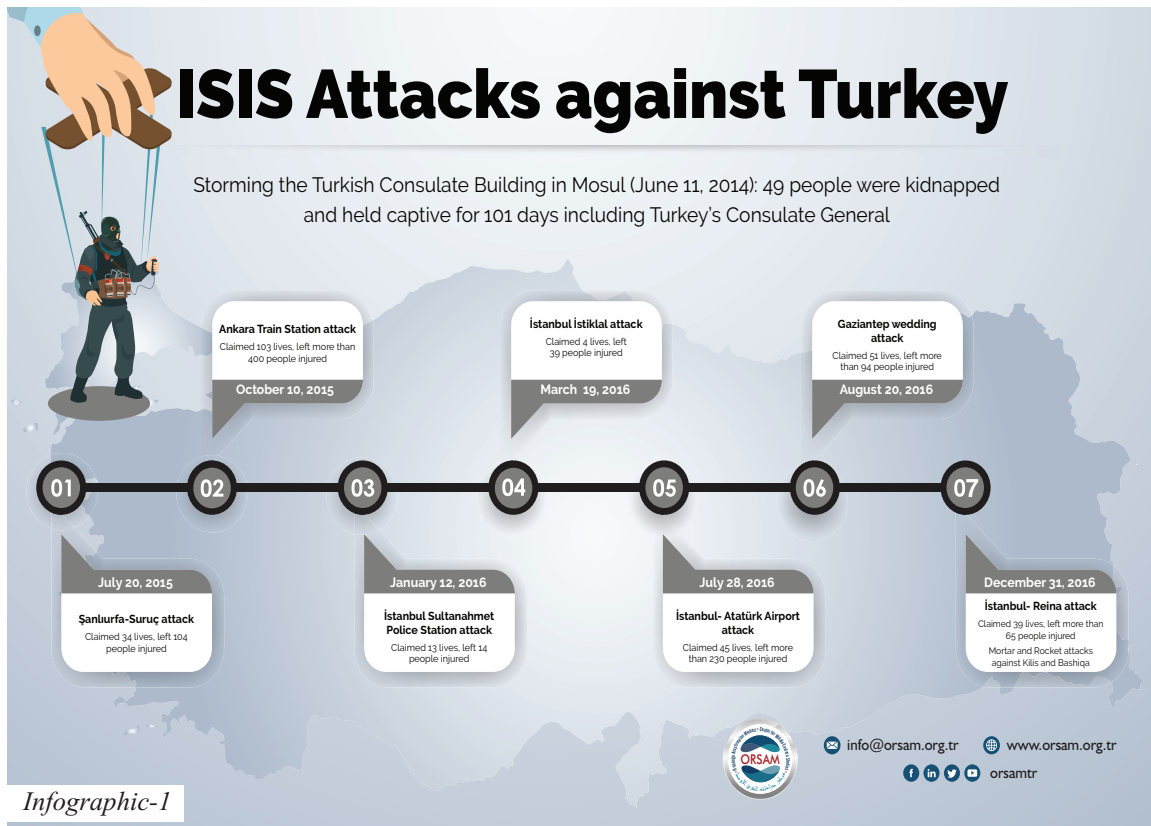 ISIS Attacks against Turkey
Storming the Turkish Consulate Building in Mosul (June 11, 2014): 49 people were kidnapped
and held captive for 101 days including Turkey's Consulate General
01
July 20, 2015
Şanlıurfa-Suruç attack
Claimed 34 lives, left 104
people injured
Ankara Train Station attack
Claimed 103 lives, left more than
400 people injured
October 10, 2015
02
03
January 12, 2016
İstanbul Sultanahmet
Police Station attack
Claimed 13 lives, left 14
people injured
İstanbul İstiklal attack
Claimed 4 lives, left
39 people injured
March 19, 2016
04
05
July 28, 2016
İstanbul- Atatürk Airport
attack
Claimed 45 lives, left more
than 230 people injured
Gaziantep wedding
attack
Claimed 51 lives, left more
than 94 people injured
August 20, 2016
06
07
December 31, 2016
İstanbul- Reina attack
Claimed 39 lives, left more than
65 people injured
Mortar and Rocket attacks
against Kilis and Bashiqa
ORSAM
info@orsam.org.tr
www.orsam.org.tr
orsamtr
Infographic-1